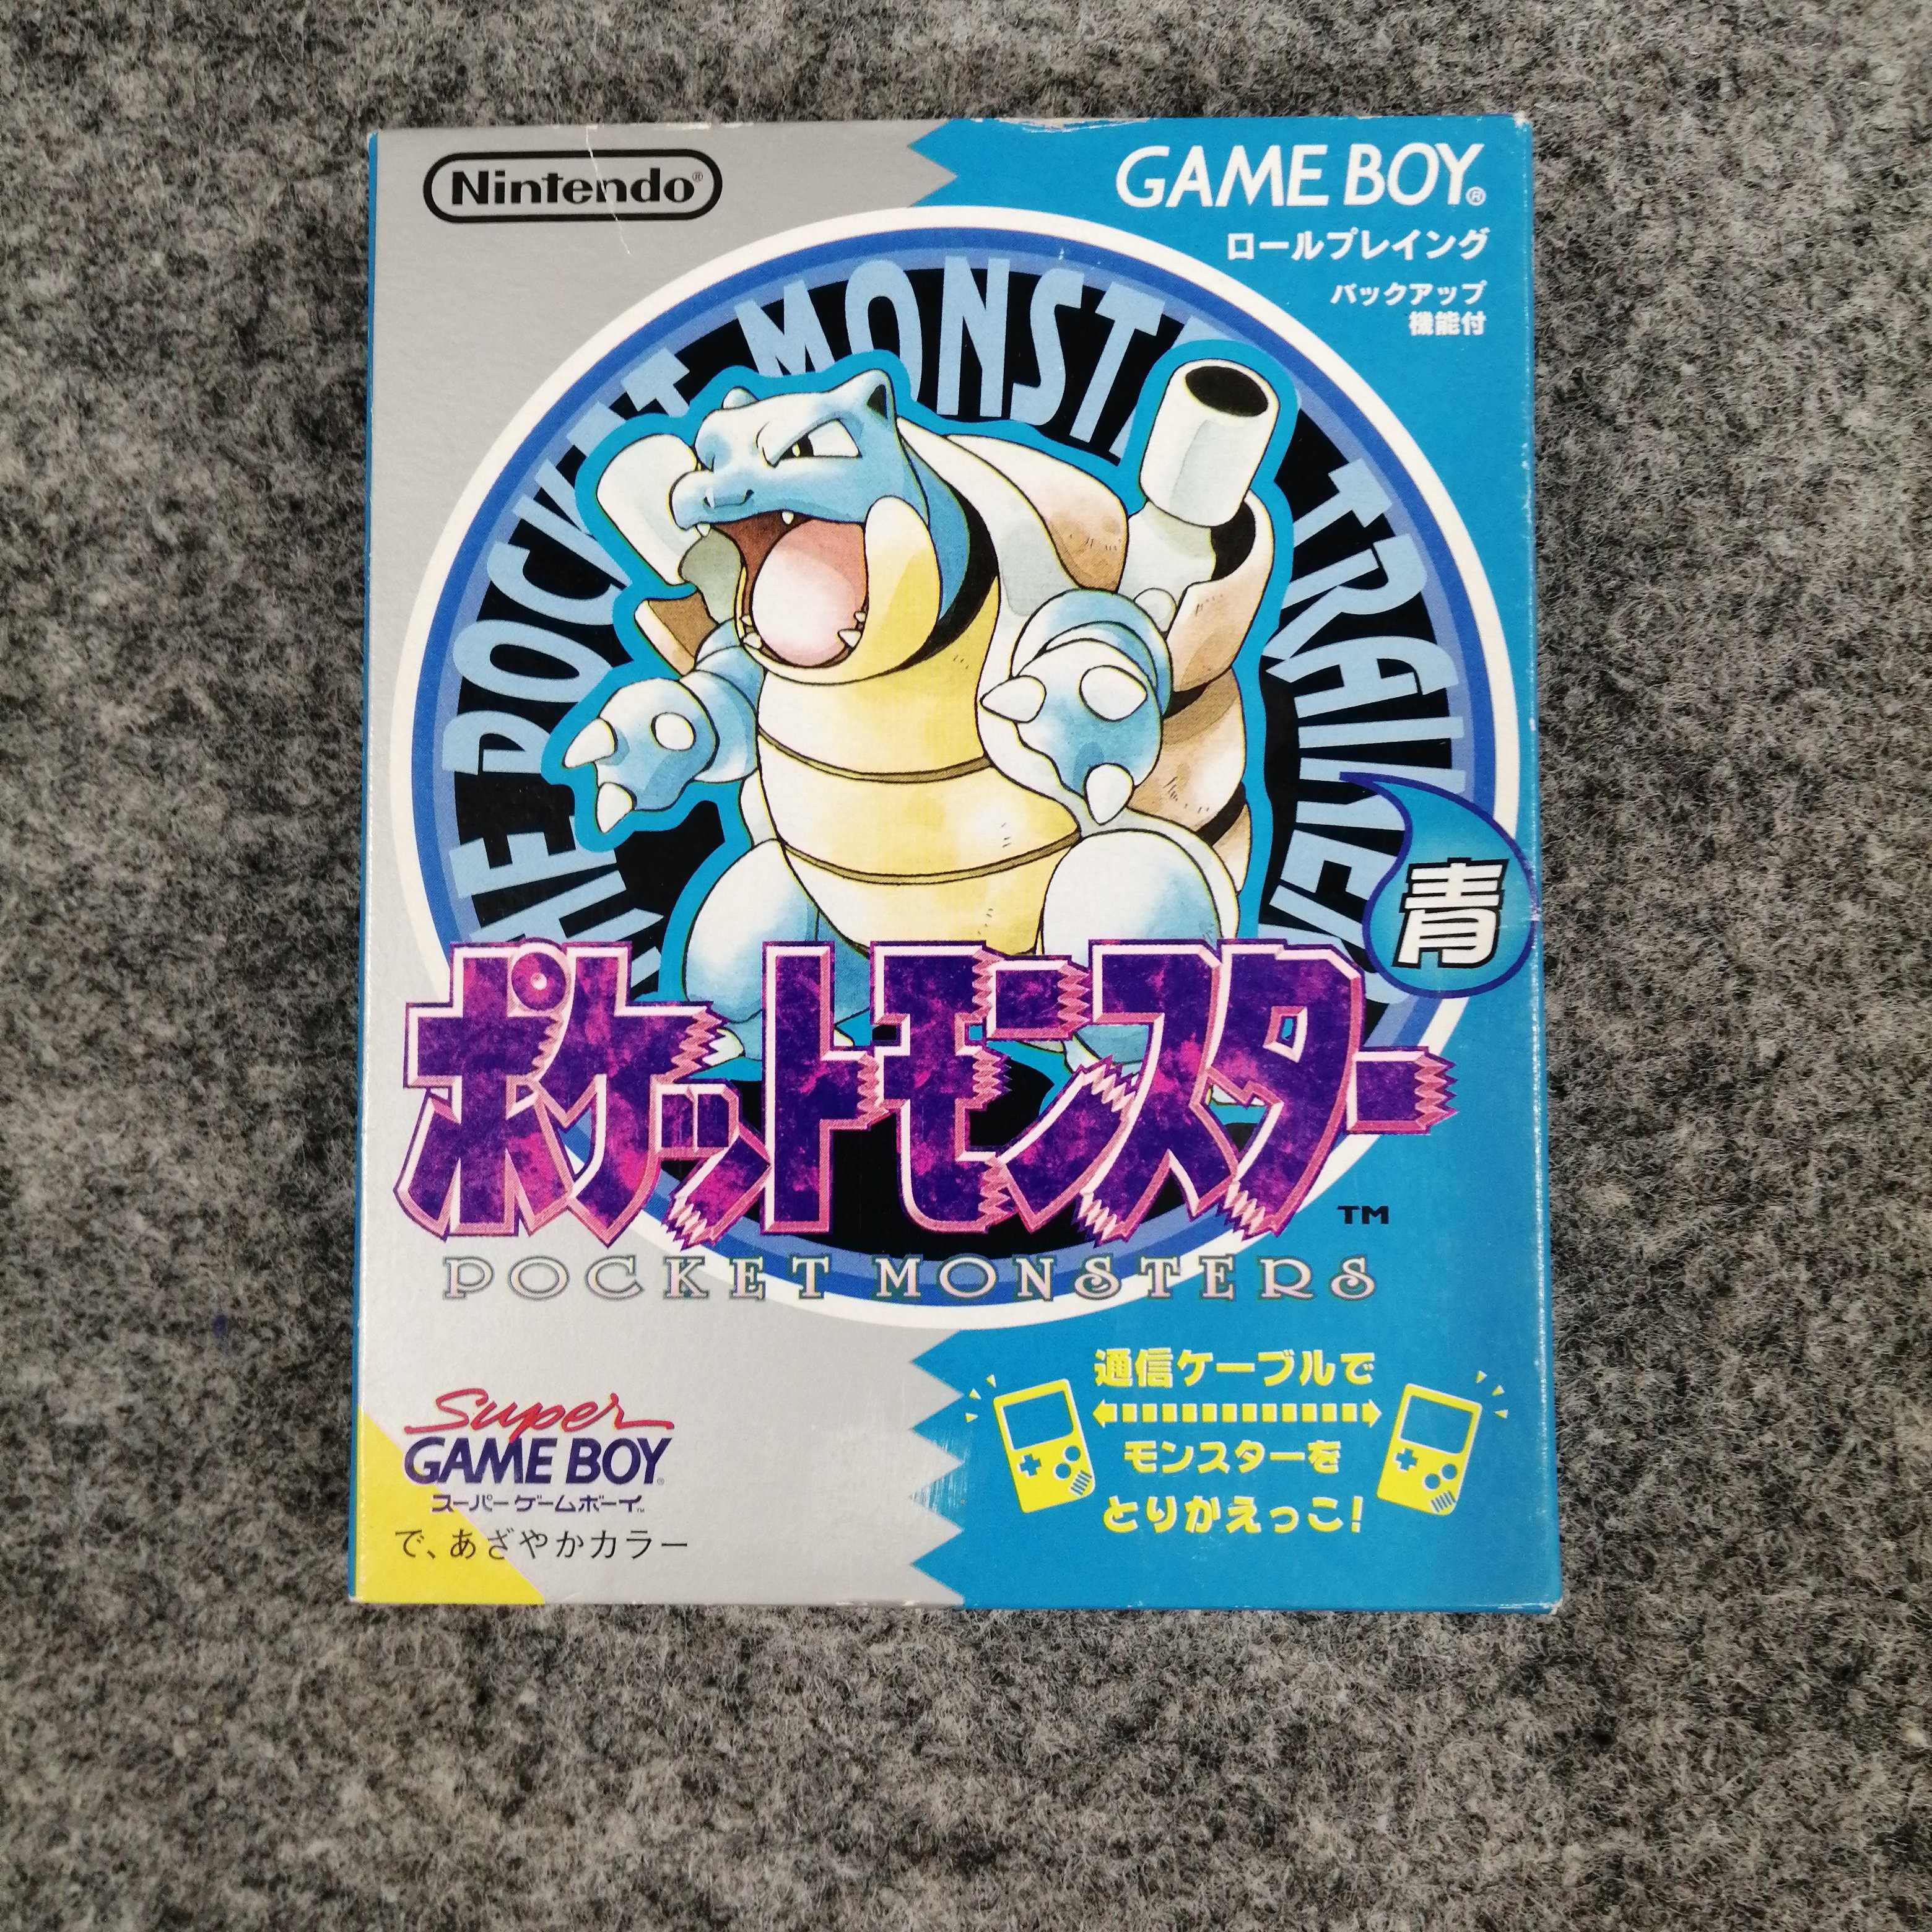 Nintendo®
GAME BOY®
ロールプレイング
バックアップ
機能付
POCKET MONSTE TRAINE
青
ポケットモンスター
TM
POCKET MONSTERS
Super
GAME BOY
スーパーゲームボーイ
で、あざやかカラー
通信ケーブルで
モンスターを
とりかえっこ!